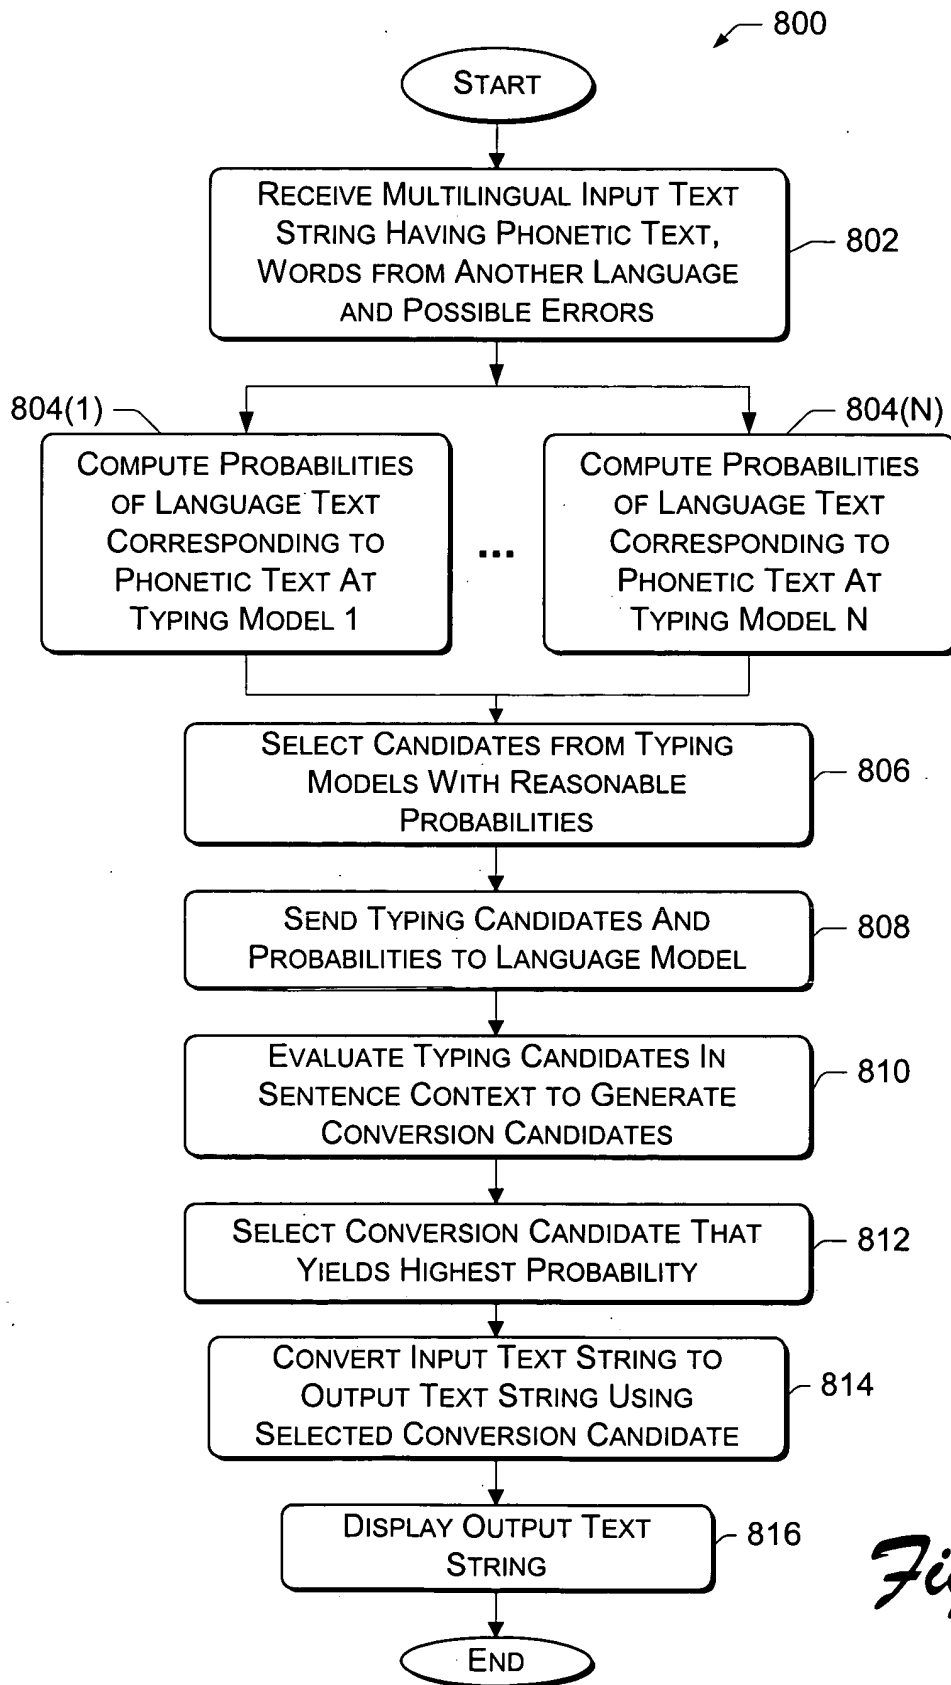 800
START
RECEIVE MULTILINGUAL INPUT TEXT
STRING HAVING PHONETIC TEXT,
WORDS FROM ANOTHER LANGUAGE
AND POSSIBLE ERRORS
802
804(1)
804(N)
COMPUTE PROBABILITIES
OF LANGUAGE TEXT
CORRESPONDING TO
PHONETIC TEXT AT
TYPING MODEL 1
...
COMPUTE PROBABILITIES
OF LANGUAGE TEXT
CORRESPONDING TO
PHONETIC TEXT AT
TYPING MODEL N
SELECT CANDIDATES FROM TYPING
MODELS WITH REASONABLE
PROBABILITIES
806
SEND TYPING CANDIDATES AND
PROBABILITIES TO LANGUAGE MODEL
808
EVALUATE TYPING CANDIDATES IN
SENTENCE CONTEXT TO GENERATE
CONVERSION CANDIDATES
810
SELECT CONVERSION CANDIDATE THAT
YIELDS HIGHEST PROBABILITY
812
CONVERT INPUT TEXT STRING TO
OUTPUT TEXT STRING USING
SELECTED CONVERSION CANDIDATE
814
DISPLAY OUTPUT TEXT
STRING
816
END